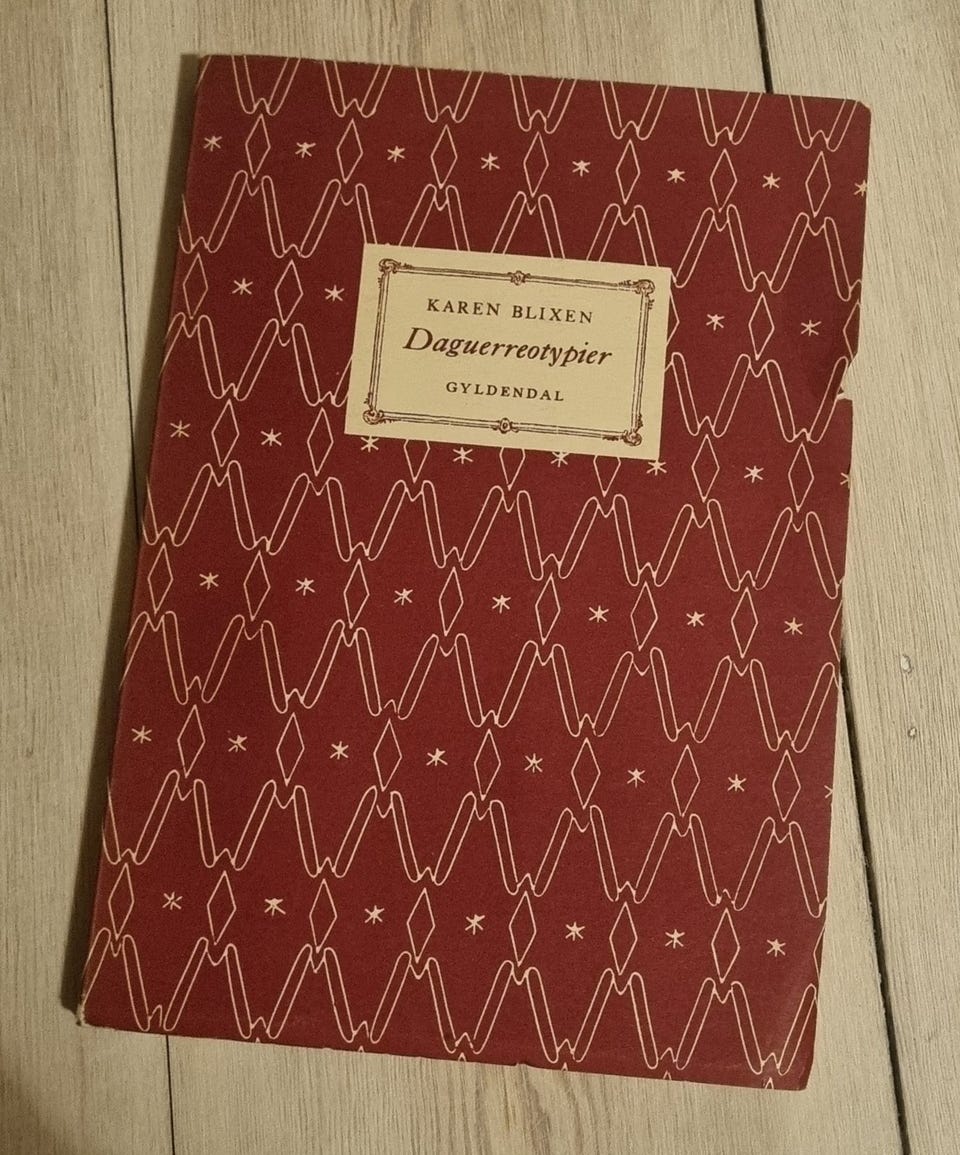 KAREN BLIXEN
Daguerreotypier
GYLDENDAL